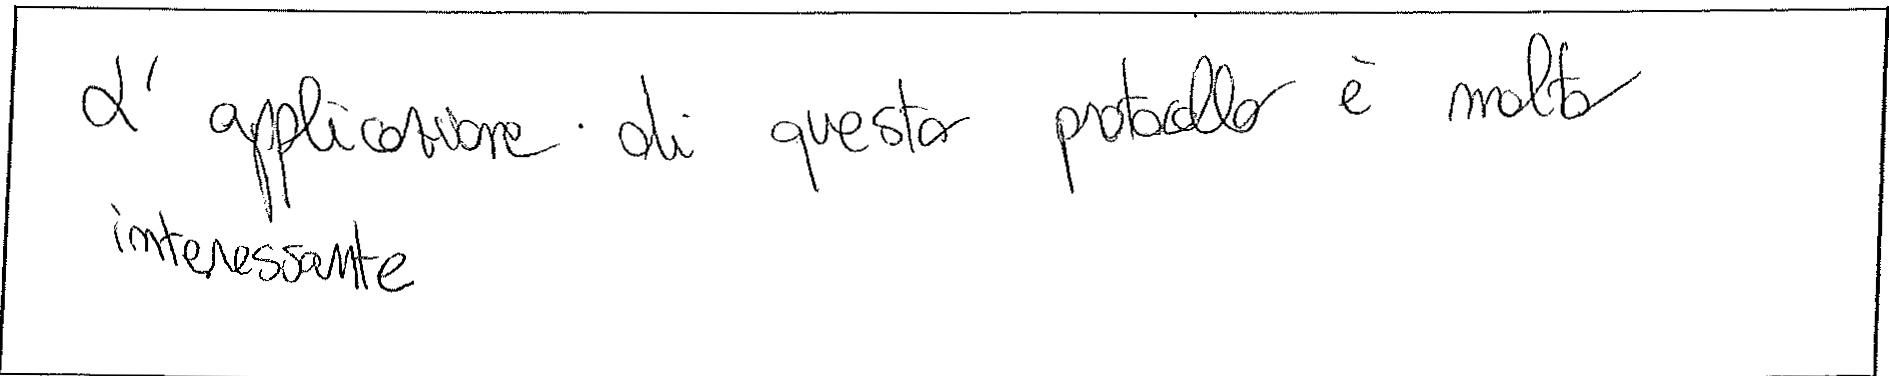 L' applicazione di questo protocollo è molto
interessante